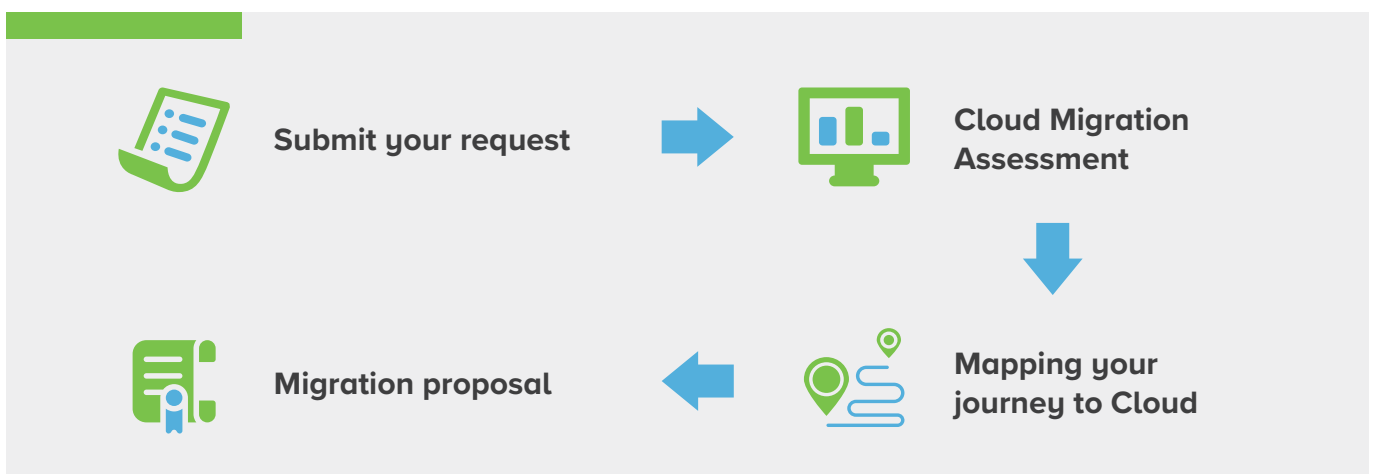 Submit your request
Cloud Migration
Assessment
Mapping your
journey to Cloud
Migration proposal